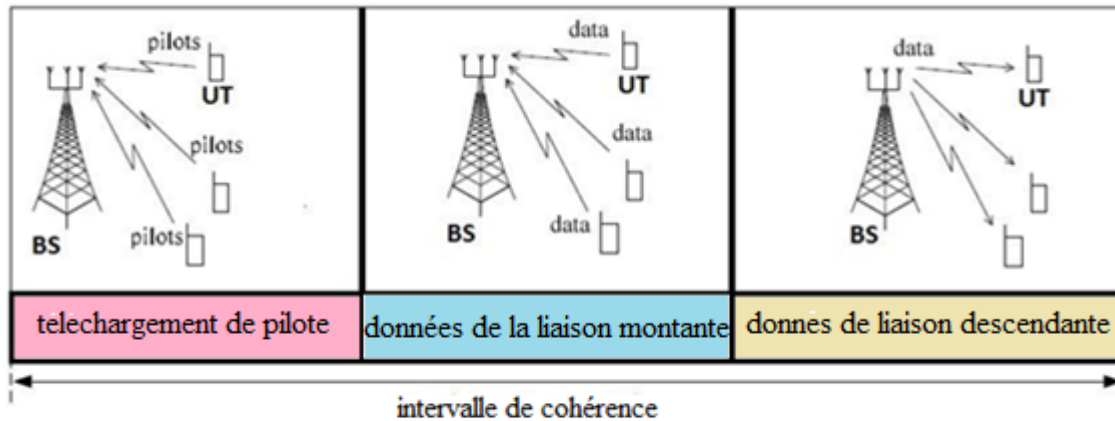 pilots
UT
pilots
pilots
BS
data
UT
data
data
BS
data
UT
BS
telechargement de pilote
données de la liaison montante
donnés de liaison descendante
intervalle de cohérence